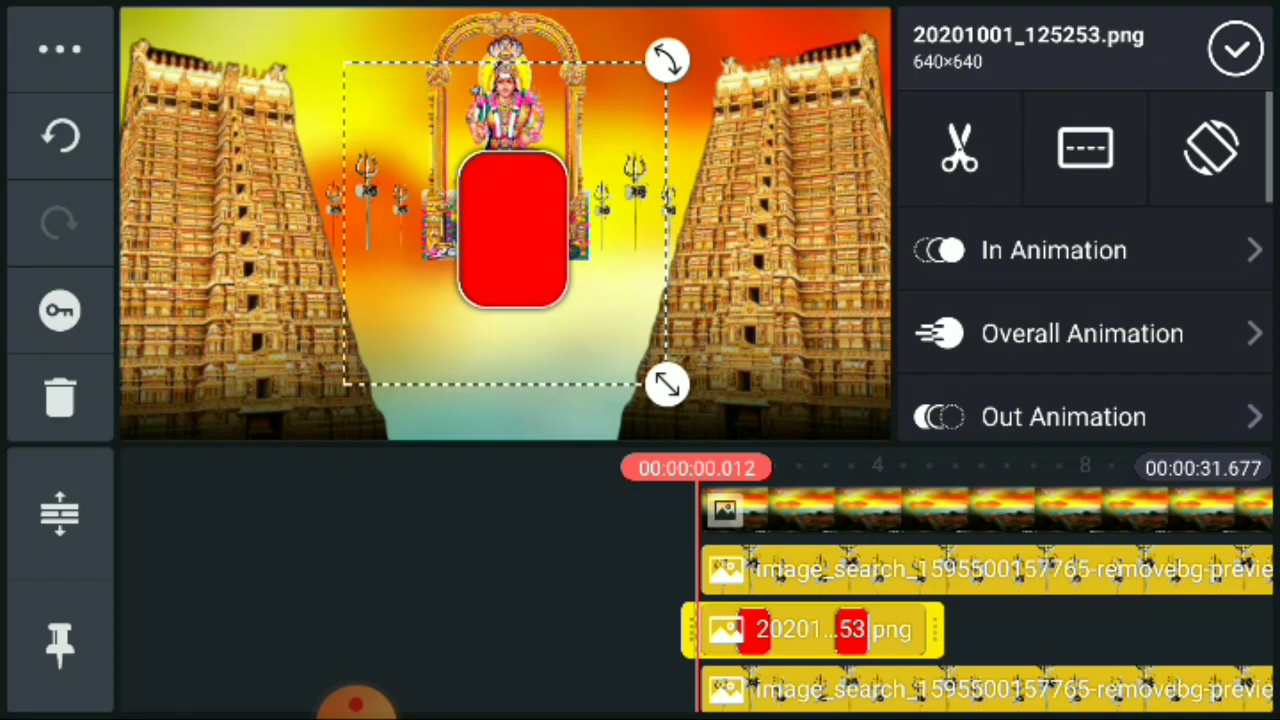 20201001_125253.png
640×640
In Animation
Overall Animation
Out Animation
00:00:00.012
4
8
00:00:31.677
image_search_1595500157765-removebg-previe
20201...53.png
image_search_1595500157765-removebg-previe